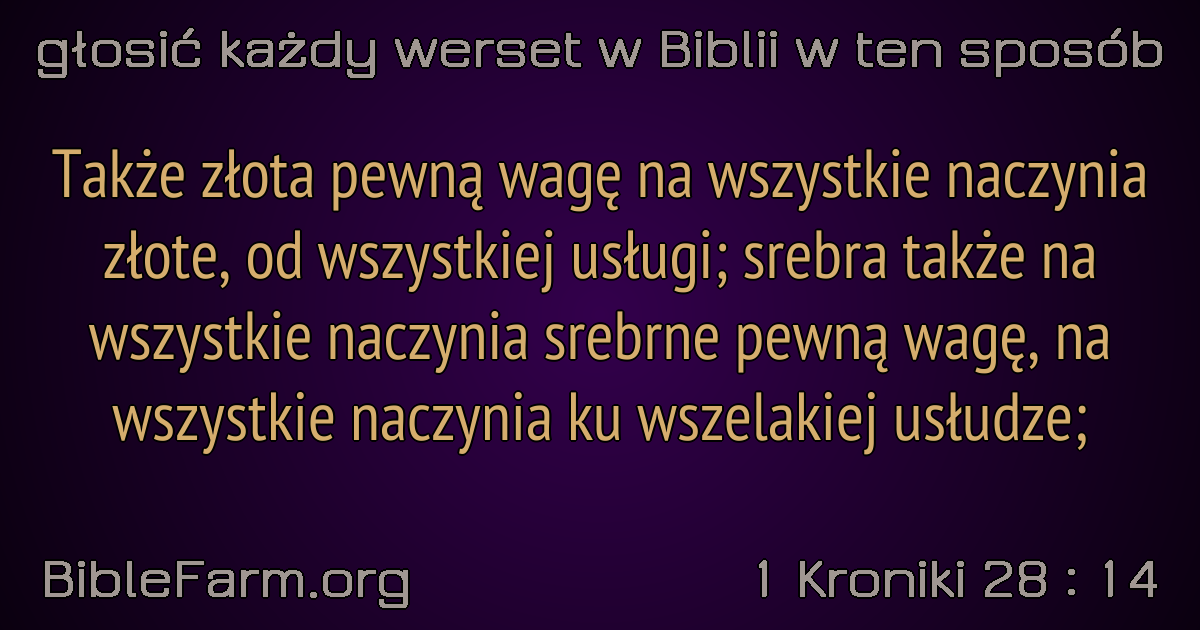 głosić każdy werset w Biblii w ten sposób
Także złota pewną wagę na wszystkie naczynia
złote, od wszystkiej usługi; srebra także na
wszystkie naczynia srebrne pewną wagę, na
wszystkie naczynia ku wszelakiej usłudze;
BibleFarm.org
1 Kroniki 28 : 14